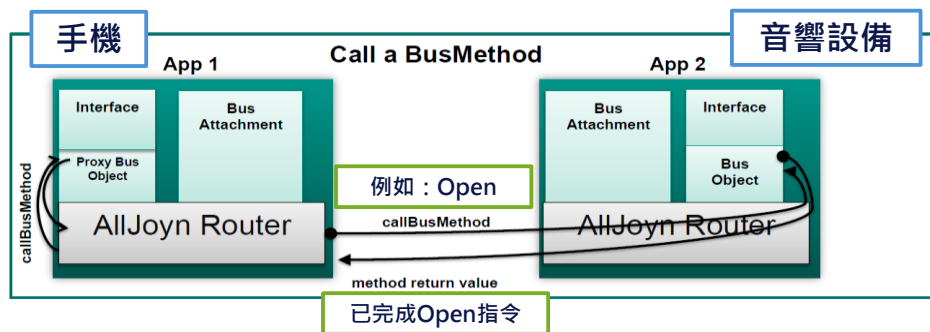 手機
Call a BusMethod
音響設備
App 1
App 2
Interface
Bus
Attachment
Proxy Bus
Object
callBusMethod
AllJoyn Router
例如：Open
callBusMethod
method return value
已完成Open指令
Bus
Attachment
Interface
Bus
Object
AllJoyn Router